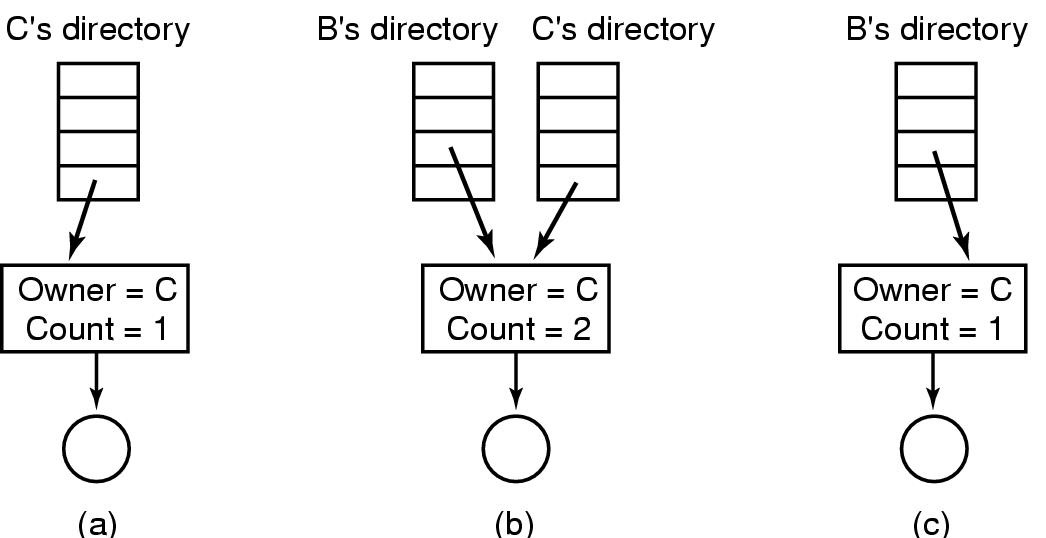 C's directory
B's directory
C's directory
B's directory
Owner = C
Count = 1
Owner = C
Count = 2
Owner = C
Count = 1
(a)
(b)
(c)